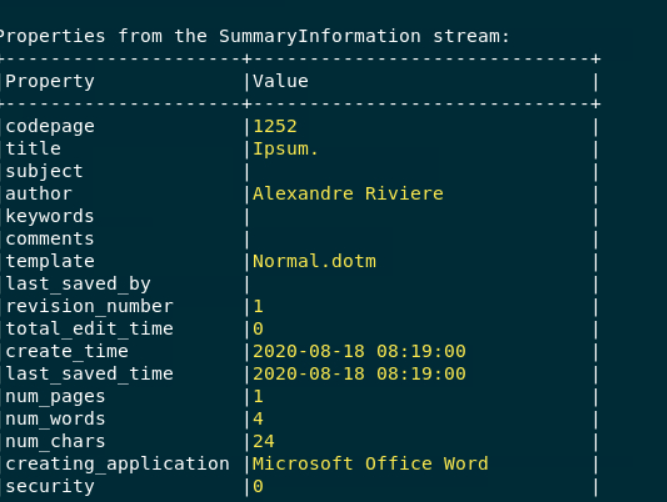 Properties from the SummaryInformation stream:
+---------------------+------------------------------+
|Property             |Value                         |
+---------------------+------------------------------+
|codepage             |1252                          |
|title                |Ipsum.                        |
|subject              |                              |
|author               |Alexandre Riviere             |
|keywords             |                              |
|comments             |                              |
|template             |Normal.dotm                   |
|last_saved_by        |                              |
|revision_number      |1                             |
|total_edit_time      |0                             |
|create_time          |2020-08-18 08:19:00           |
|last_saved_time      |2020-08-18 08:19:00           |
|num_pages            |1                             |
|num_words            |4                             |
|num_chars            |24                            |
|creating_application |Microsoft Office Word         |
|security             |0                             |